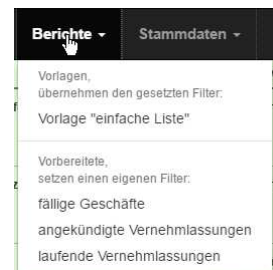 Berichte Stammdaten
Vorlagen,
übernehmen den gesetzten Filter:
Vorlage "einfache Liste"
Vorbereitete,
setzen einen eigenen Filter:
fällige Geschäfte
angekündigte Vernehmlassungen
laufende Vernehmlassungen